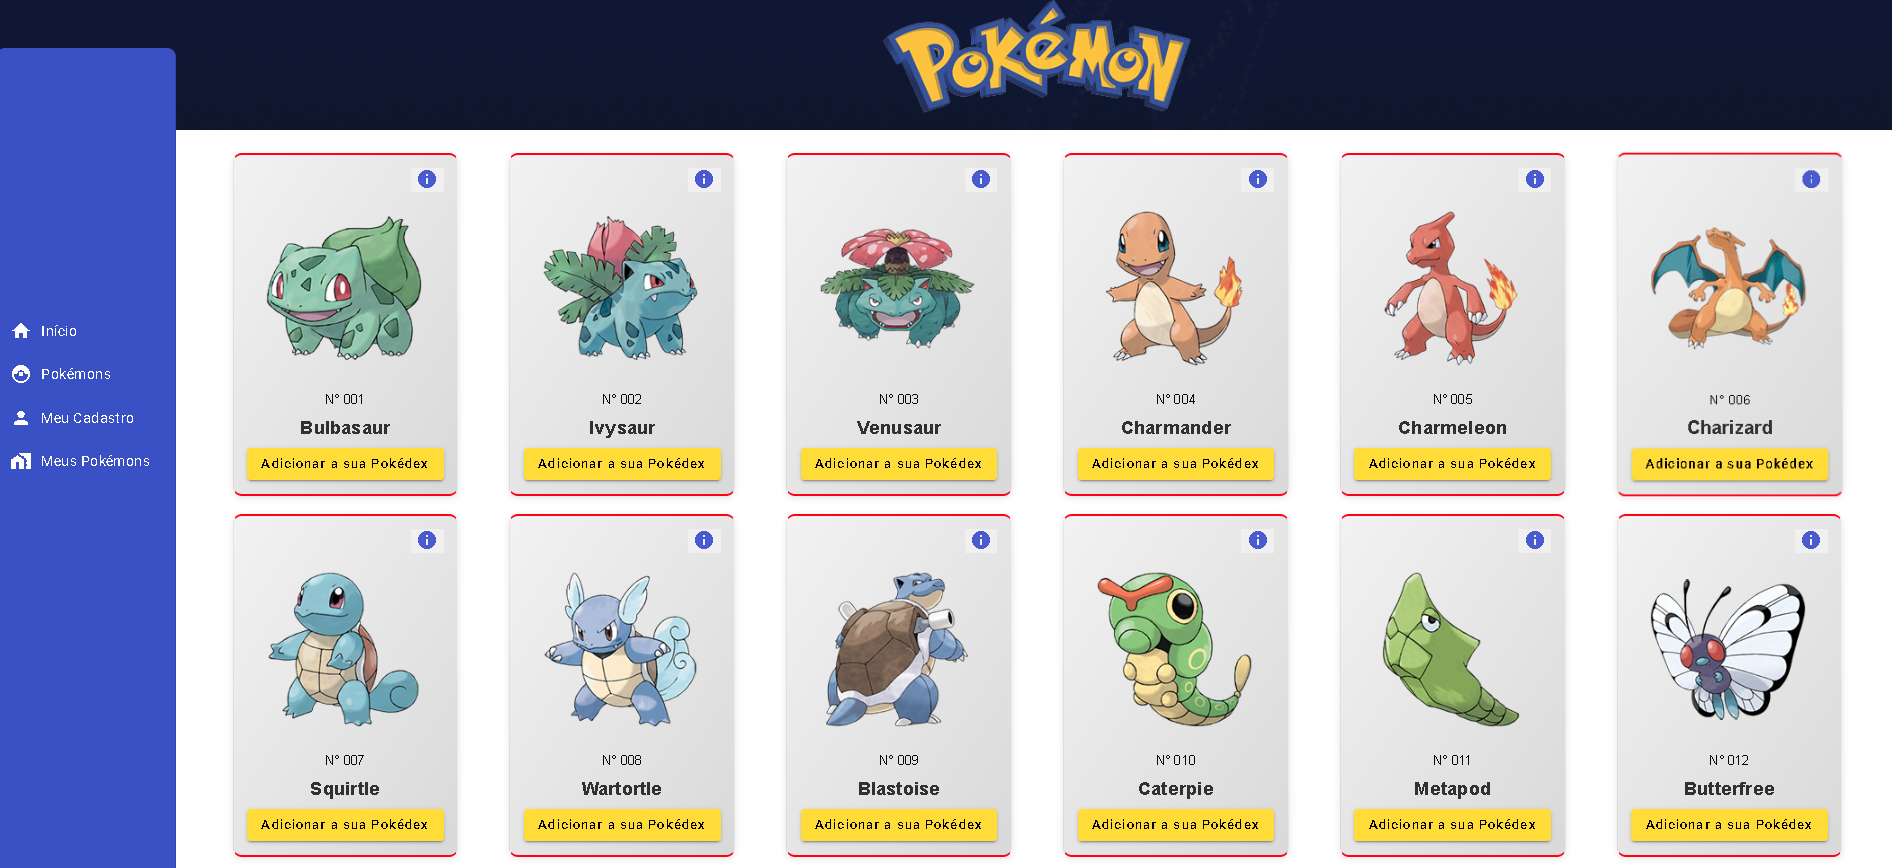 POKéMON
Início
Pokémons
Meu Cadastro
Meus Pokémons
N° 001
Bulbasaur
Adicionar a sua Pokédex
N° 002
Ivysaur
Adicionar a sua Pokédex
N° 003
Venusaur
Adicionar a sua Pokédex
N° 004
Charmander
Adicionar a sua Pokédex
N° 005
Charmeleon
Adicionar a sua Pokédex
N° 006
Charizard
Adicionar a sua Pokédex
N° 007
Squirtle
Adicionar a sua Pokédex
N° 008
Wartortle
Adicionar a sua Pokédex
N° 009
Blastoise
Adicionar a sua Pokédex
N° 010
Caterpie
Adicionar a sua Pokédex
N° 011
Metapod
Adicionar a sua Pokédex
N° 012
Butterfree
Adicionar a sua Pokédex